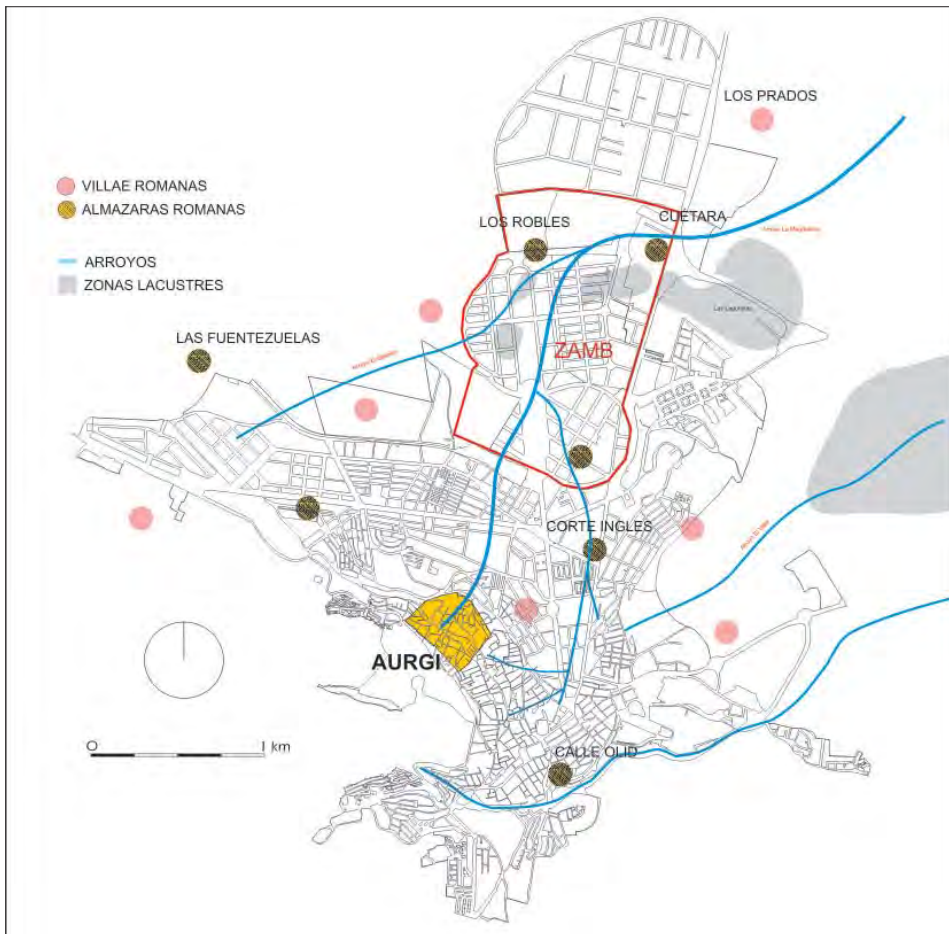 LOS PRADOS
VILLAE ROMANAS
ALMAZARAS ROMANAS
LOS ROBLES
CUETARA
ARROYOS
ZONAS LACUSTRES
LAS FUENTEZUELAS
ZAMB
CORTE INGLES
AURGI
O 1 km
CALLE OLID